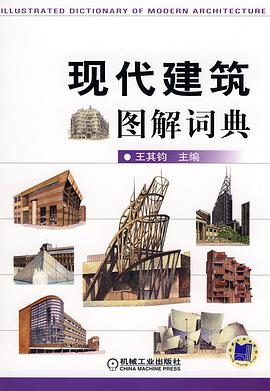 ILLUSTRATED DICTIONARY OF MODERN ARCHITECTURE
现代建筑
图解词典
王其钧 主编
机械工业出版社
CHINA MACHINE PRESS